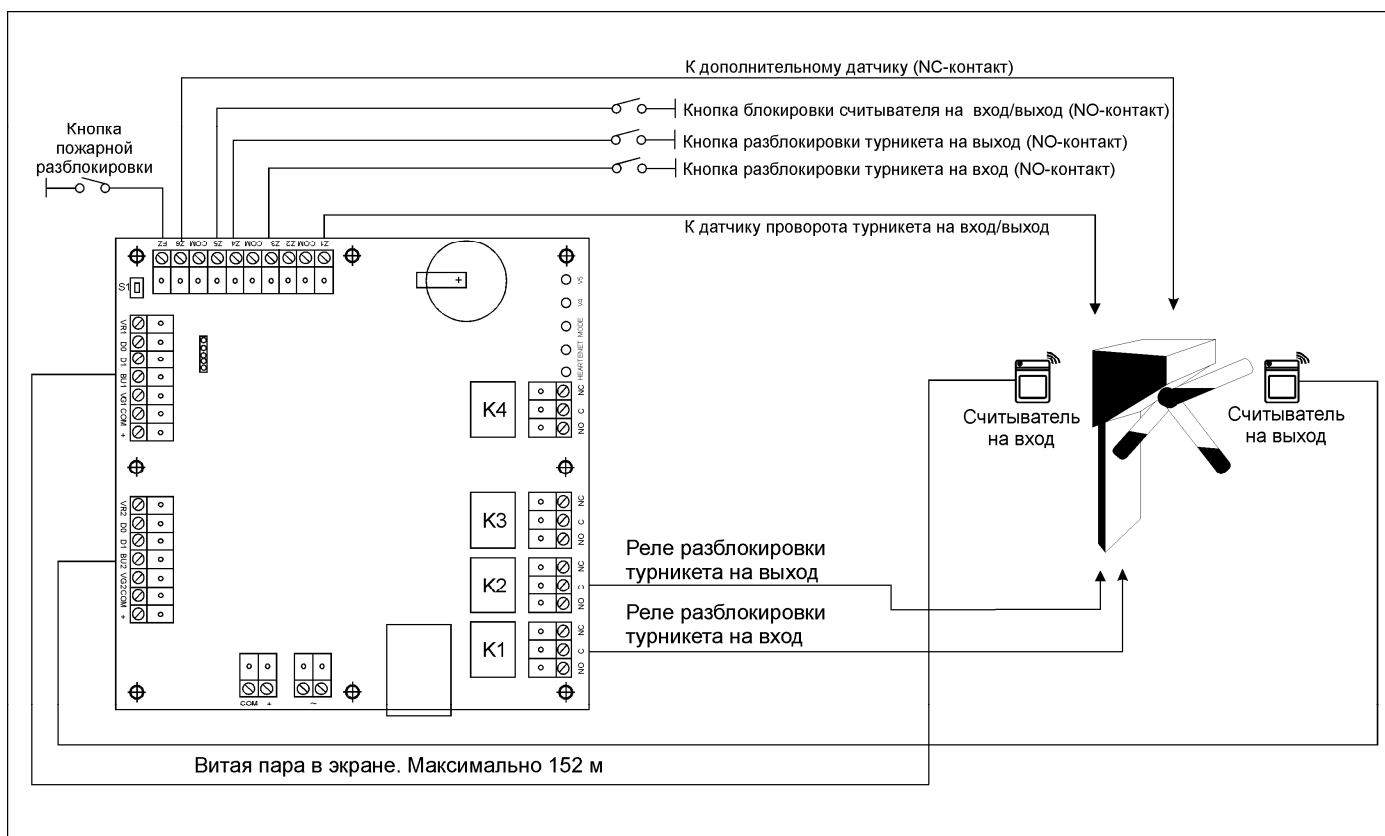 К дополнительному датчику (NC-контакт)
Кнопка блокировки считывателя на вход/выход (NO-контакт)
Кнопка разблокировки турникета на выход (NO-контакт)
Кнопка разблокировки турникета на вход (NO-контакт)
Кнопка
пожарной
разблокировки
К датчику проворота турникета на вход/выход
FZ Z6 COM Z5 Z4 COM Z3 Z2 COM Z1
S1
+
V5
V4
MODE
HEARTENET
VR1
D0
D1
BU1
VG1
COM
+
K4
NC
C
NO
Считыватель
на вход
Считыватель
на выход
VR2
D0
D1
BU2
VG2COM
+
K3
NC
C
NO
K2
NC
C
NO
Реле разблокировки
турникета на выход
K1
NC
C
NO
Реле разблокировки
турникета на вход
COM + ~
Витая пара в экране. Максимально 152 м